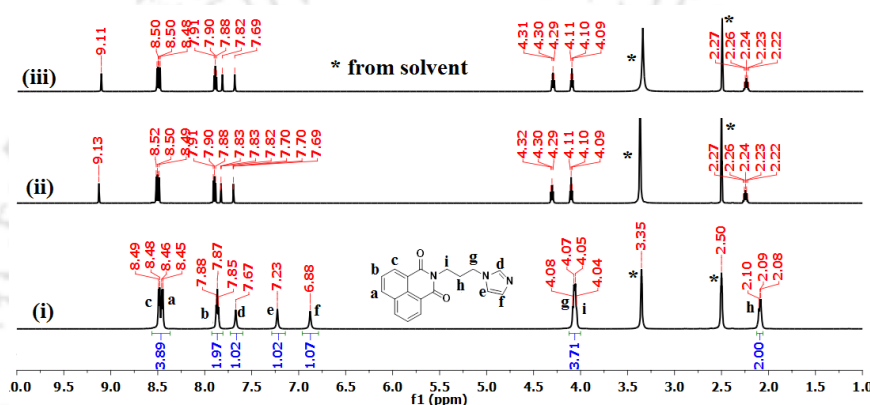 9.11 8.50 8.50 8.48 7.91 7.90 7.88 7.82 7.69 4.31 4.30 4.29 4.11 4.10 4.09 * * 2.27 2.26 2.24 2.23 2.22
(iii) * from solvent
9.13 8.52 8.50 8.49 7.91 7.90 7.88 7.83 7.83 7.82 7.70 7.70 7.69 4.32 4.30 4.29 4.11 4.10 4.09 * * 2.27 2.26 2.24 2.23 2.22
(ii)
8.49 8.48 8.46 8.45 7.88 7.87 7.85 7.67 7.23 6.88 4.08 4.07 4.05 4.04 3.35 2.50 2.10 2.09 2.08
O c b a N O i h g N d N e f
(i) c a b d e f g i * * h
3.89 1.97 1.02 1.02 1.07 3.71 2.00
0.0 9.5 9.0 8.5 8.0 7.5 7.0 6.5 6.0 5.5 5.0 4.5 4.0 3.5 3.0 2.5 2.0 1.5 1.0
f1 (ppm)